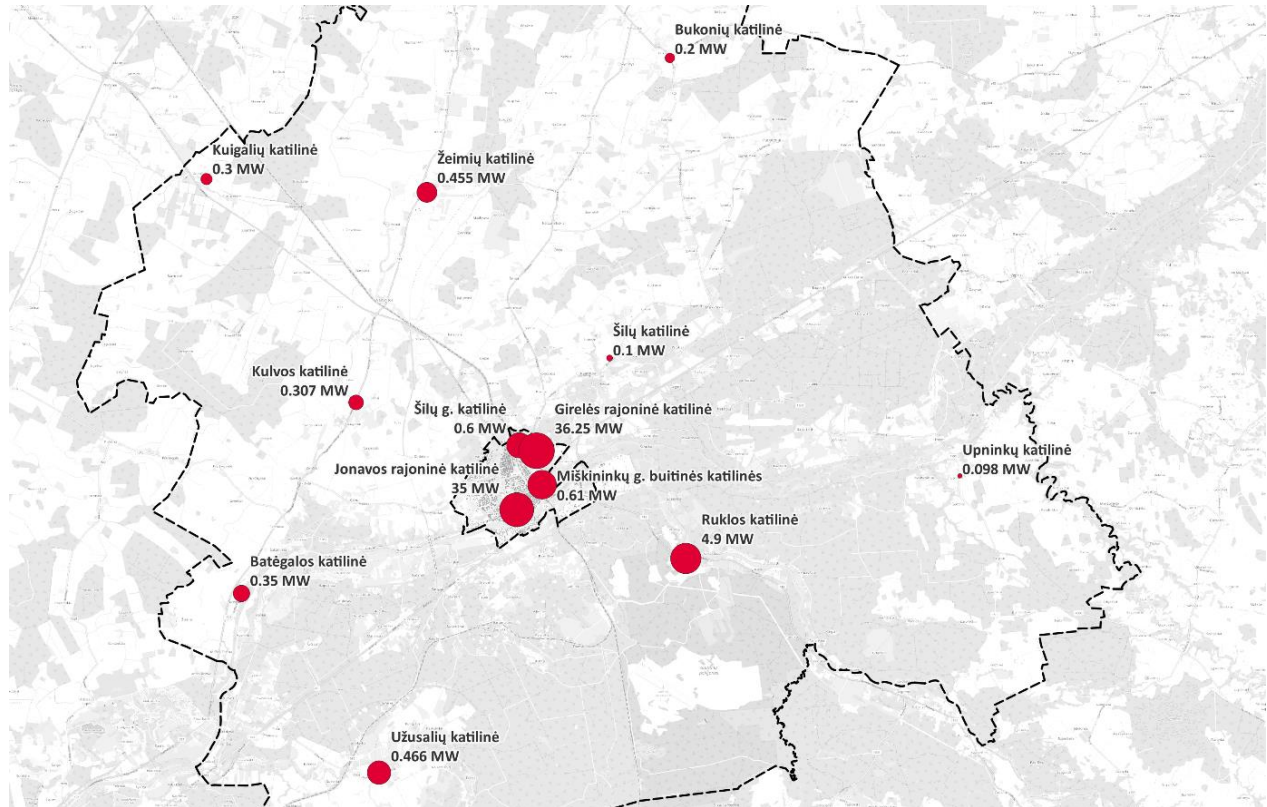 Bukonių katilinė
0.2 MW
Kuigalių katilinė
0.3 MW
Žeimių katilinė
0.455 MW
Šilų katilinė
0.1 MW
Kulvos katilinė
0.307 MW
Šilų g. katilinė
0.6 MW
Girelės rajoninė katilinė
36.25 MW
Jonavos rajoninė katilinė
35 MW
Miškininkų g. buitinės katilinės
0.61 MW
Upninkų katilinė
0.098 MW
Ruklos katilinė
4.9 MW
Batėgalos katilinė
0.35 MW
Užusalių katilinė
0.466 MW